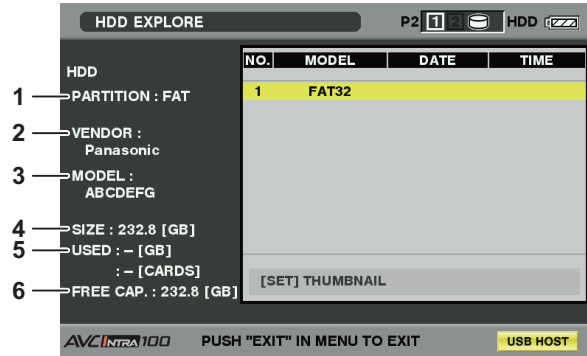 HDD EXPLORE P2 1 2 HDD
HDD
NO. MODEL DATE TIME
1 PARTITION : FAT
1 FAT32
2 VENDOR :
Panasonic
3 MODEL :
ABCDEFG
4 SIZE : 232.8 [GB]
5 USED : – [GB]
: – [CARDS]
6 FREE CAP. : 232.8 [GB]
[SET] THUMBNAIL
AVC INTRA 100 PUSH "EXIT" IN MENU TO EXIT USB HOST